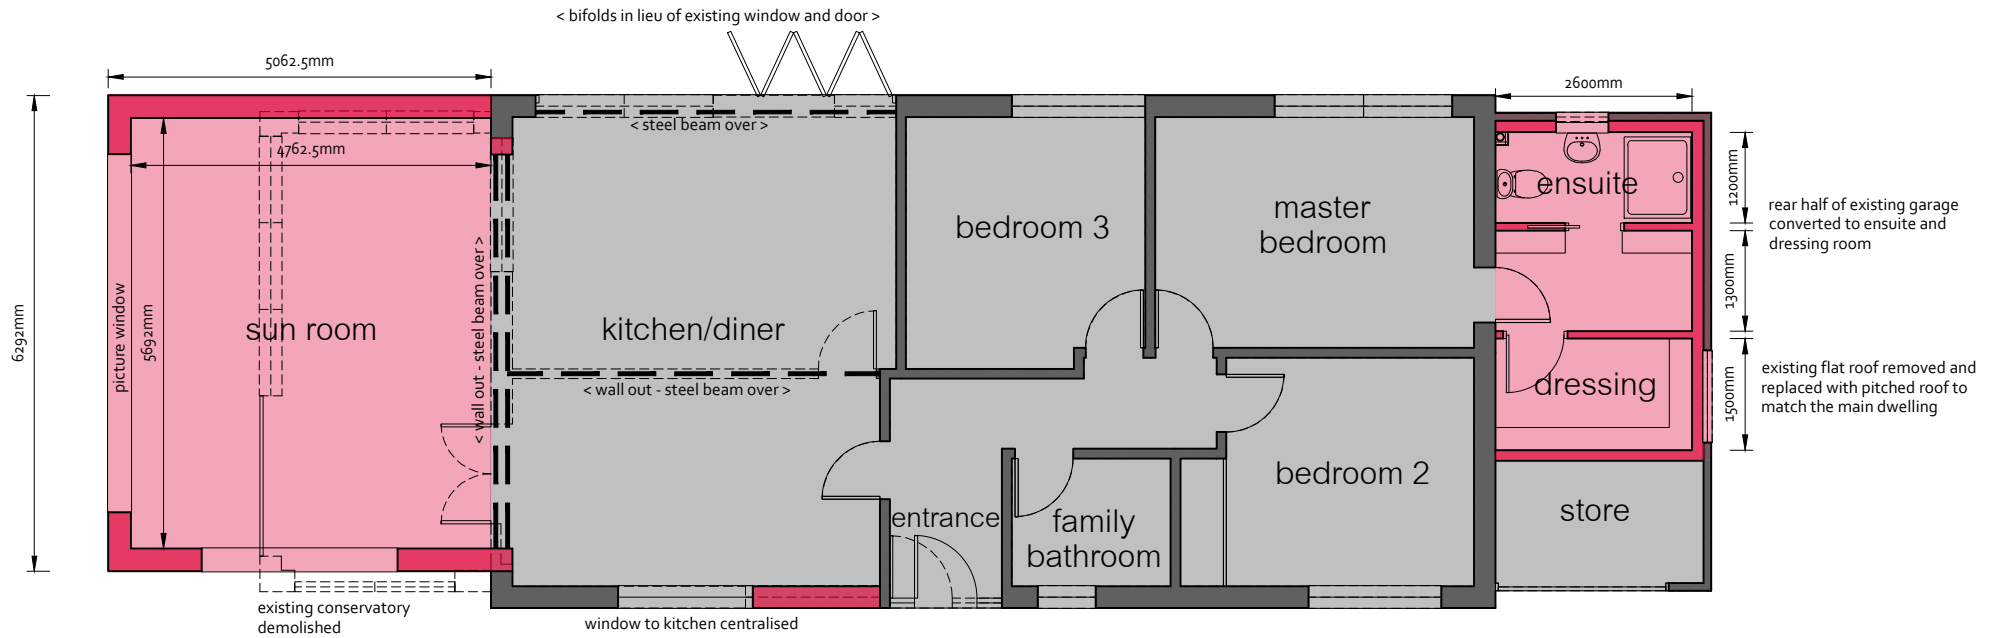 < bifolds in lieu of existing window and door >
5062.5mm
2600mm
< steel beam over >
4762.5mm
6292mm
5692mm
picture window
sun room
< wall out - steel beam over >
kitchen/diner
< wall out - steel beam over >
bedroom 3
master
bedroom
ensuite
1200mm
rear half of existing garage
converted to ensuite and
dressing room
1300mm
dressing
1500mm
existing flat roof removed and
replaced with pitched roof to
match the main dwelling
bedroom 2
entrance
family
bathroom
store
existing conservatory
demolished
window to kitchen centralised